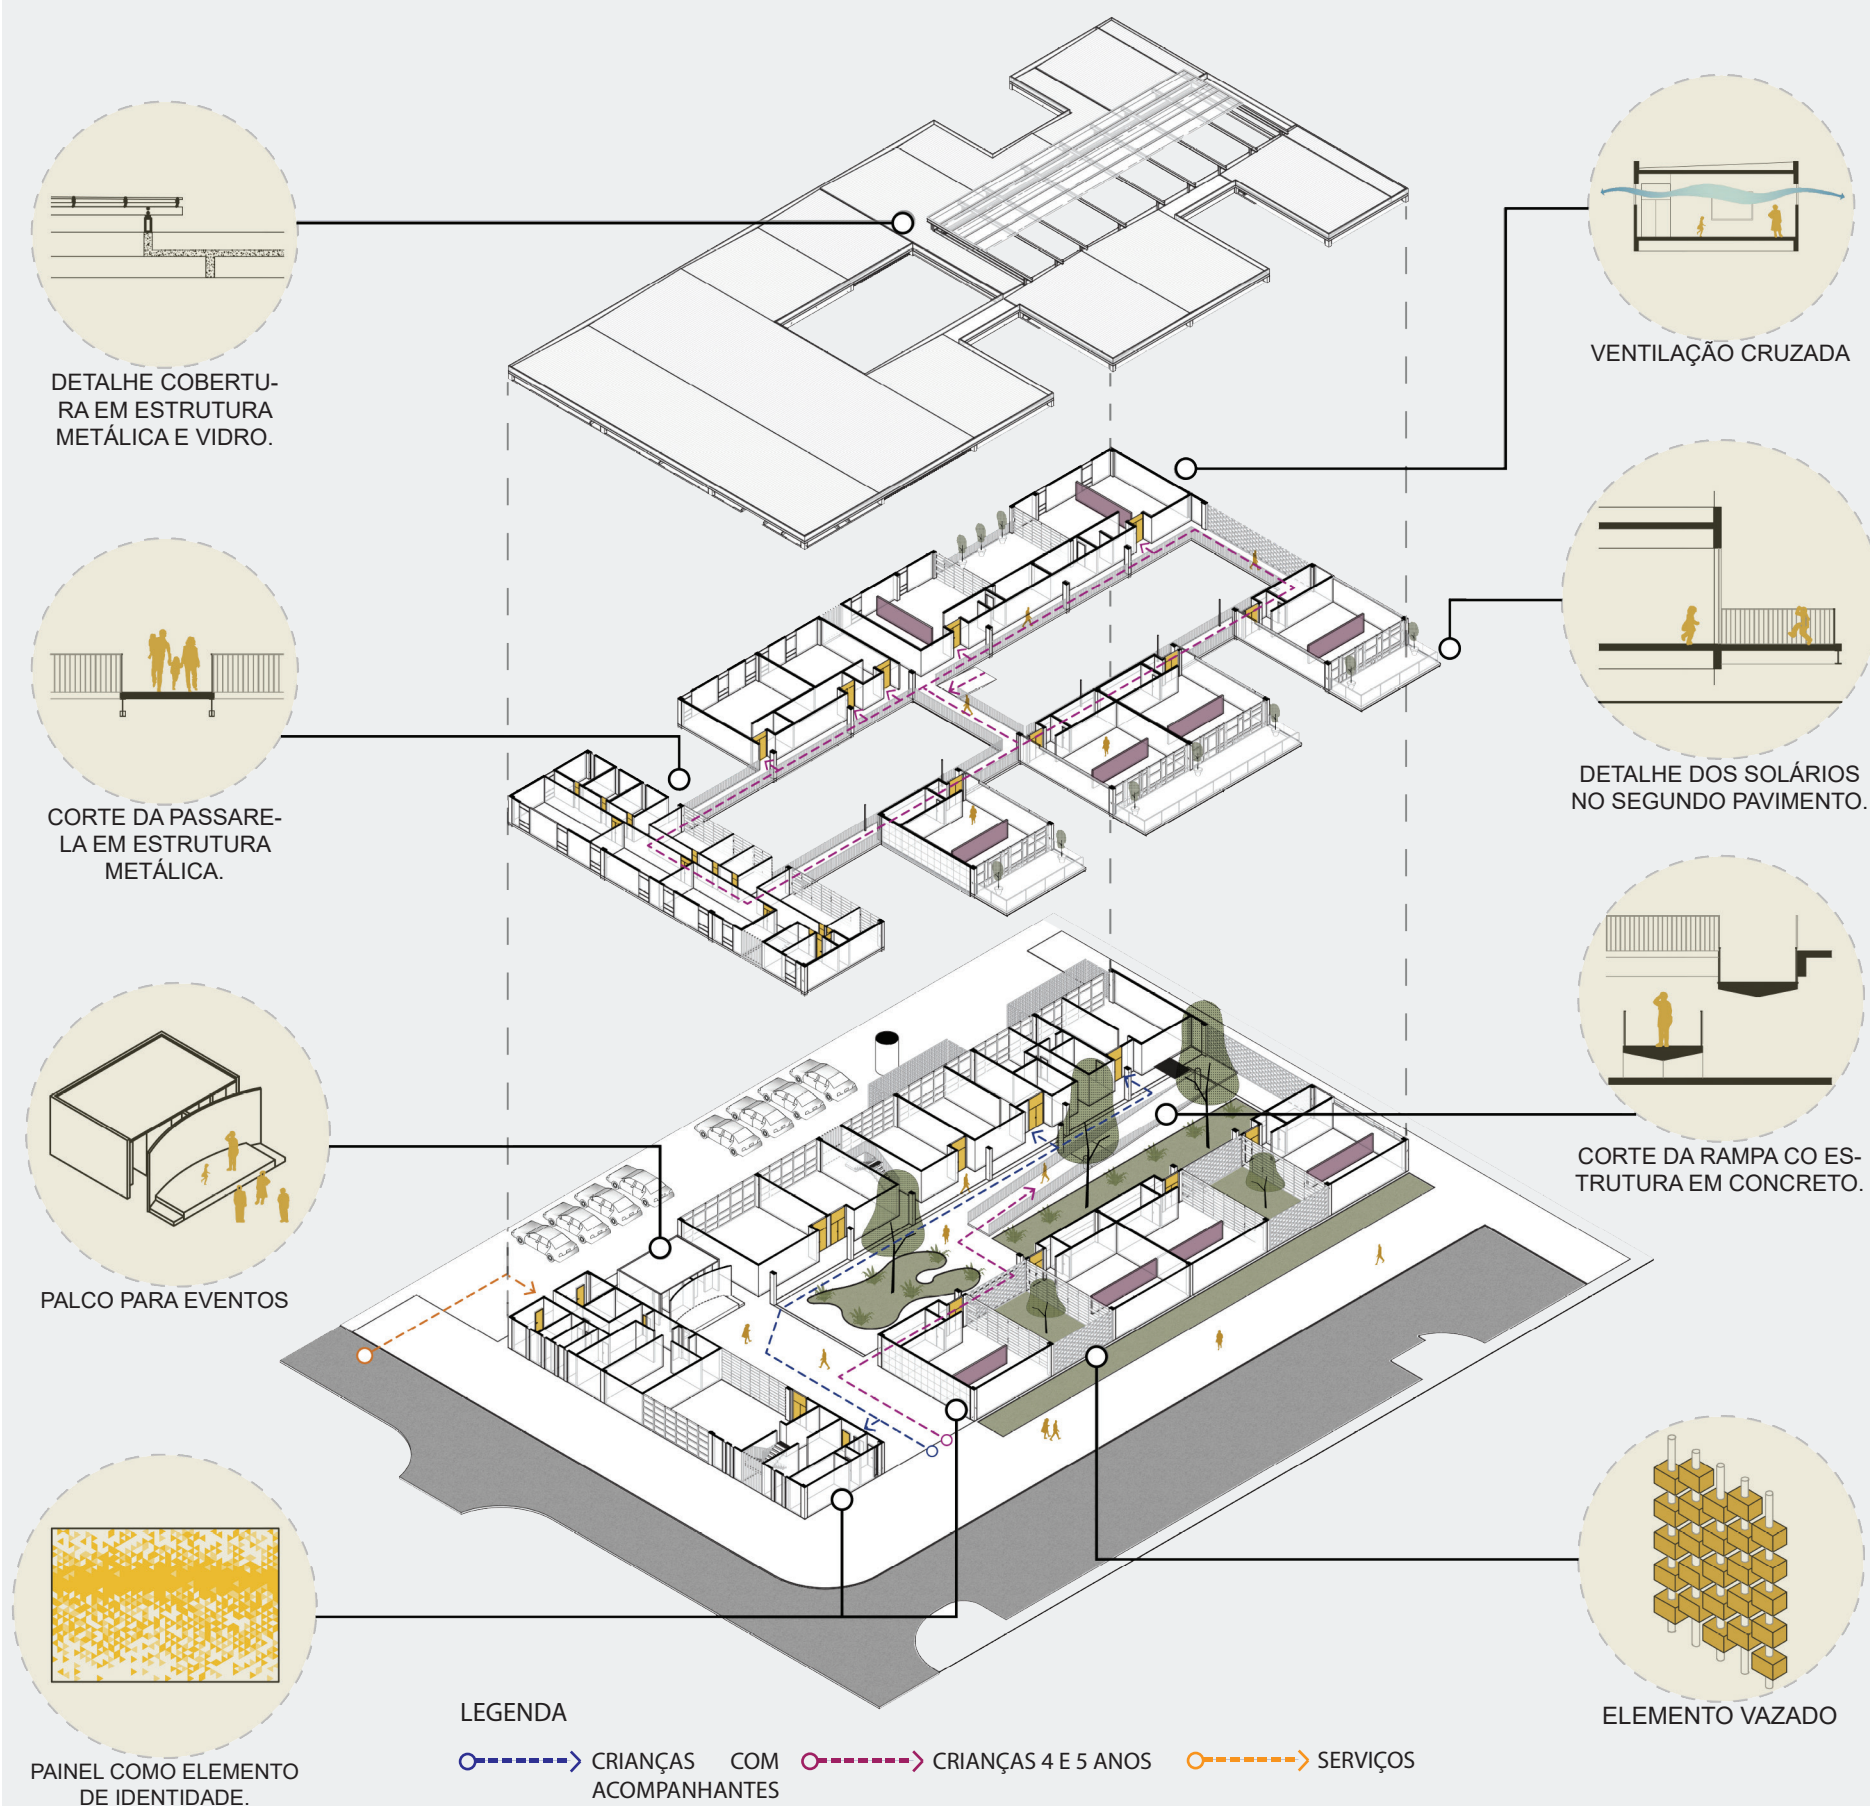 DETALHE COBERTU-
RA EM ESTRUTURA
METÁLICA E VIDRO.
VENTILAÇÃO CRUZADA
CORTE DA PASSARE-
LA EM ESTRUTURA
METÁLICA.
DETALHE DOS SOLÁRIOS
NO SEGUNDO PAVIMENTO.
PALCO PARA EVENTOS
CORTE DA RAMPA CO ES-
TRUTURA EM CONCRETO.
PAINEL COMO ELEMENTO
DE IDENTIDADE.
ELEMENTO VAZADO
LEGENDA
CRIANÇAS COM
ACOMPANHANTES
CRIANÇAS 4 E 5 ANOS
SERVIÇOS